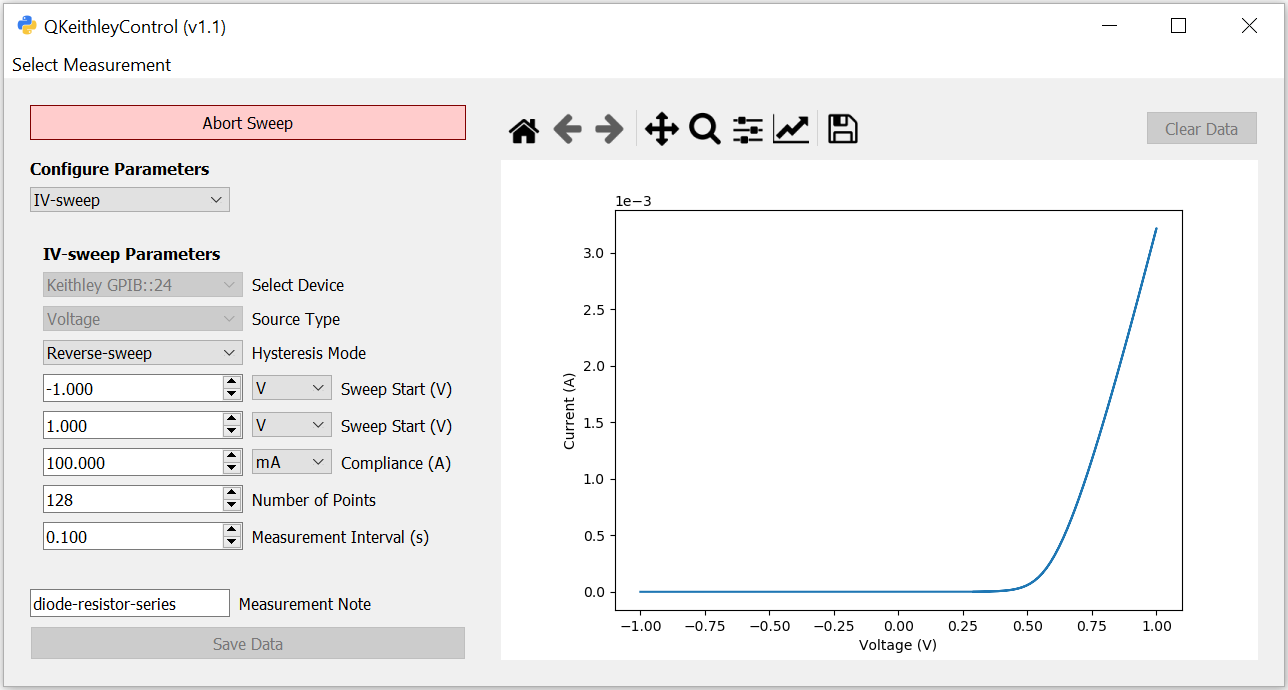 QKeithleyControl (v1.1)
Select Measurement
Abort Sweep
Configure Parameters
IV-sweep
IV-sweep Parameters
Keithley GPIB::24 Select Device
Voltage Source Type
Reverse-sweep Hysteresis Mode
-1.000 V Sweep Start (V)
1.000 V Sweep Start (V)
100.000 mA Compliance (A)
128 Number of Points
0.100 Measurement Interval (s)
diode-resistor-series Measurement Note
Save Data
Clear Data
1e−3
3.0
2.5
2.0
1.5
1.0
0.5
0.0
Current (A)
−1.00 −0.75 −0.50 −0.25 0.00 0.25 0.50 0.75 1.00
Voltage (V)